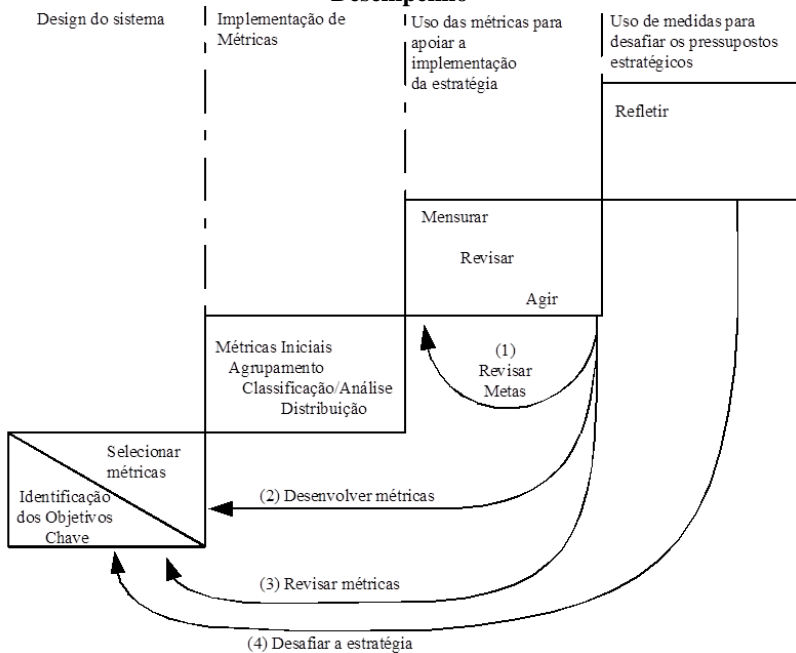 Desempenho
Design do sistema
Implementação de
Métricas
Uso das métricas para
apoiar a
implementação
da estratégia
Uso de medidas para
desafiar os pressupostos
estratégicos
Refletir
Mensurar
Revisar
Agir
Métricas Iniciais
Agrupamento
Classificação/Análise
Distribuição
(1)
Revisar
Metas
Selecionar
métricas
Identificação
dos Objetivos
Chave
(2) Desenvolver métricas
(3) Revisar métricas
(4) Desafiar a estratégia